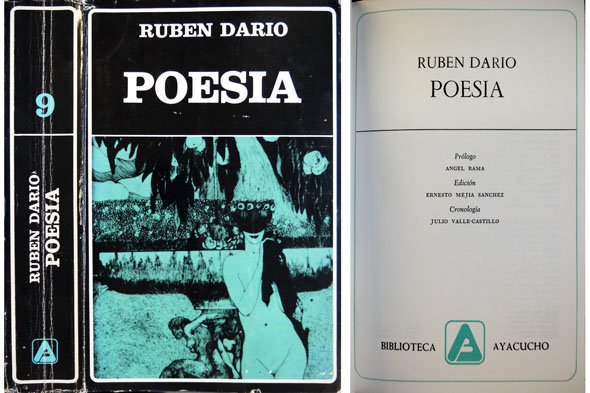 9
RUBEN DARIO
POESIA
RUBEN DARIO
POESIA
RUBEN DARIO
POESIA
Prólogo
ANGEL RAMA
Edición
ERNESTO MEJIA SANCHEZ
Cronología
JULIO VALLE-CASTILLO
BIBLIOTECA AYACUCHO